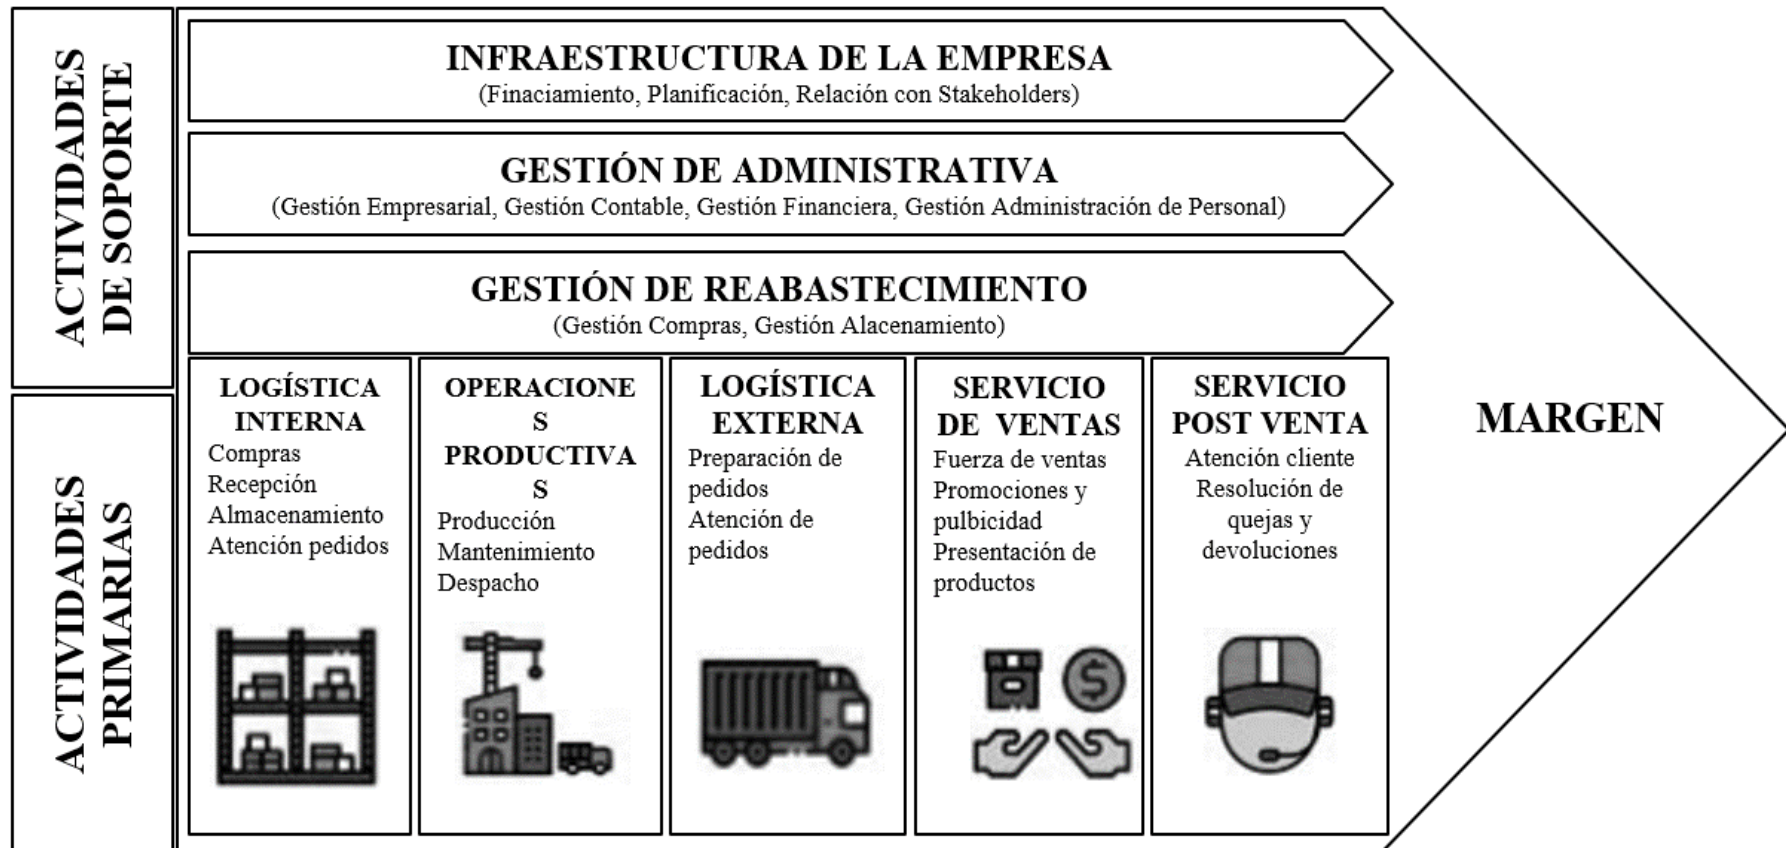 ACTIVIDADES
DE SOPORTE
INFRAESTRUCTURA DE LA EMPRESA
(Finaciamiento, Planificación, Relación con Stakeholders)
GESTIÓN DE ADMINISTRATIVA
(Gestión Empresarial, Gestión Contable, Gestión Financiera, Gestión Administración de Personal)
GESTIÓN DE REABASTECIMIENTO
(Gestión Compras, Gestión Alacenamiento)
ACTIVIDADES
PRIMARIAS
LOGÍSTICA
INTERNA
Compras
Recepción
Almacenamiento
Atención pedidos
OPERACIONE
S
PRODUCTIVA
S
Producción
Mantenimiento
Despacho
LOGÍSTICA
EXTERNA
Preparación de
pedidos
Atención de
pedidos
SERVICIO
DE VENTAS
Fuerza de ventas
Promociones y
pulbicidad
Presentación de
productos
SERVICIO
POST VENTA
Atención cliente
Resolución de
quejas y
devoluciones
MARGEN